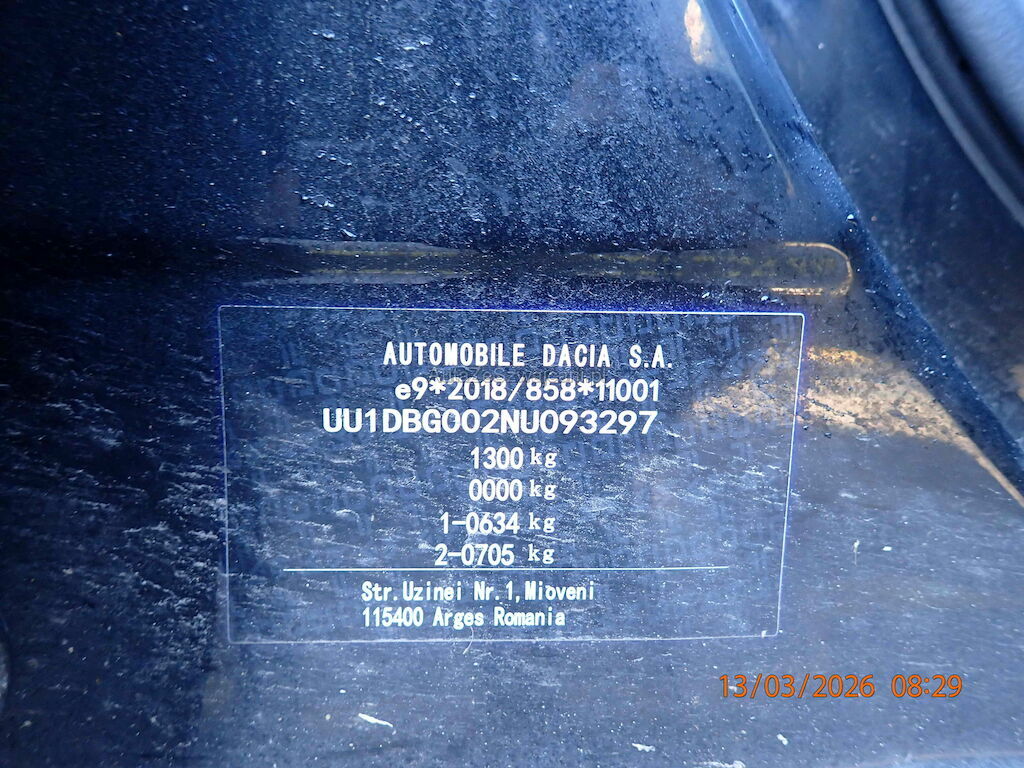 AUTOMOBILE DACIA S.A.
e9*2018/858*11001
UU1DBG002NU093297
1300 kg
0000 kg
1-0634 kg
2-0705 kg
Str.Uzinei Nr.1,Mioveni
115400 Arges Romania
13/03/2026 08:29